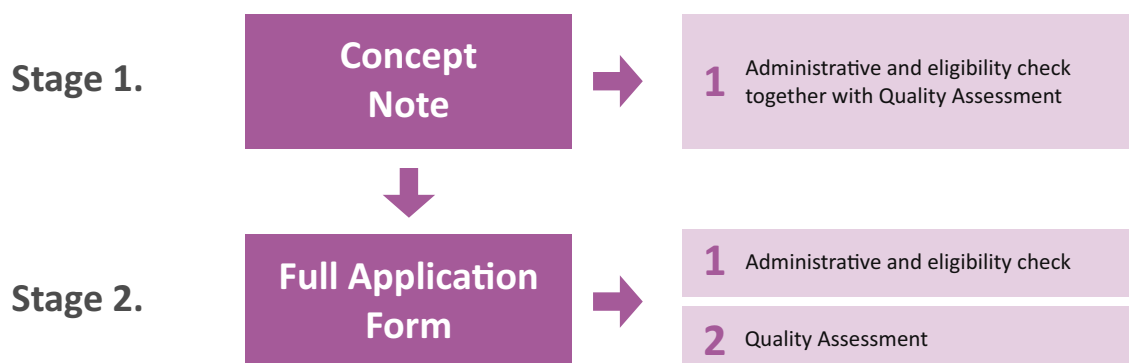 Stage 1.
Concept
Note
1
Administrative and eligibility check
together with Quality Assessment
Stage 2.
Full Application
Form
1
Administrative and eligibility check
2
Quality Assessment